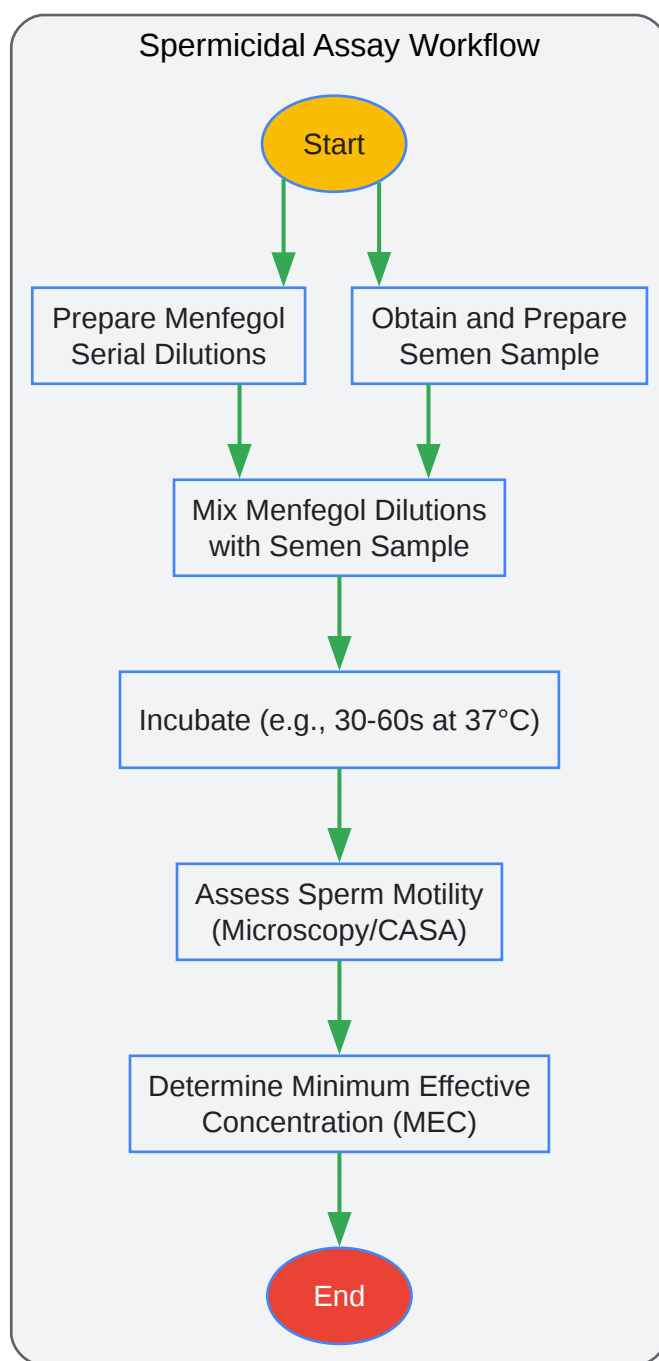 Spermicidal Assay Workflow
Start
Prepare Menfegol
Serial Dilutions
Obtain and Prepare
Semen Sample
Mix Menfegol Dilutions
with Semen Sample
Incubate (e.g., 30-60s at 37°C)
Assess Sperm Motility
(Microscopy/CASA)
Determine Minimum Effective
Concentration (MEC)
End